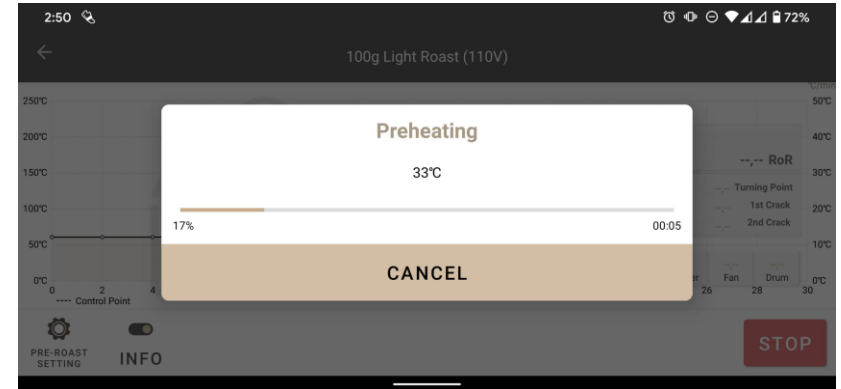 2:50 72%
100g Light Roast (110V)
°C/min
250℃ 50℃
Preheating
200℃ 40℃
--,-- RoR
33℃
150℃ 30℃
--,-- Turning Point
--,-- 1st Crack
100℃ 20℃
--,-- 2nd Crack
17% 00:05
50℃ 10℃
CANCEL
--,-- --,--
er Fan Drum
0℃ 0℃
0 2 4 26 28 30
---- Control Point
STOP
PRE-ROAST
SETTING
INFO